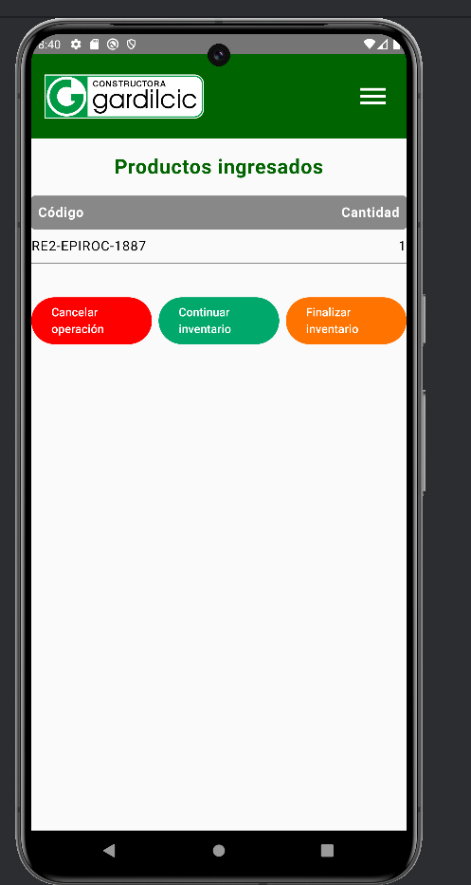 8:40
CONSTRUCTORA
gardilcic
Productos ingresados
Código Cantidad
RE2-EPIROC-1887 1
Cancelar operación
Continuar inventario
Finalizar inventario